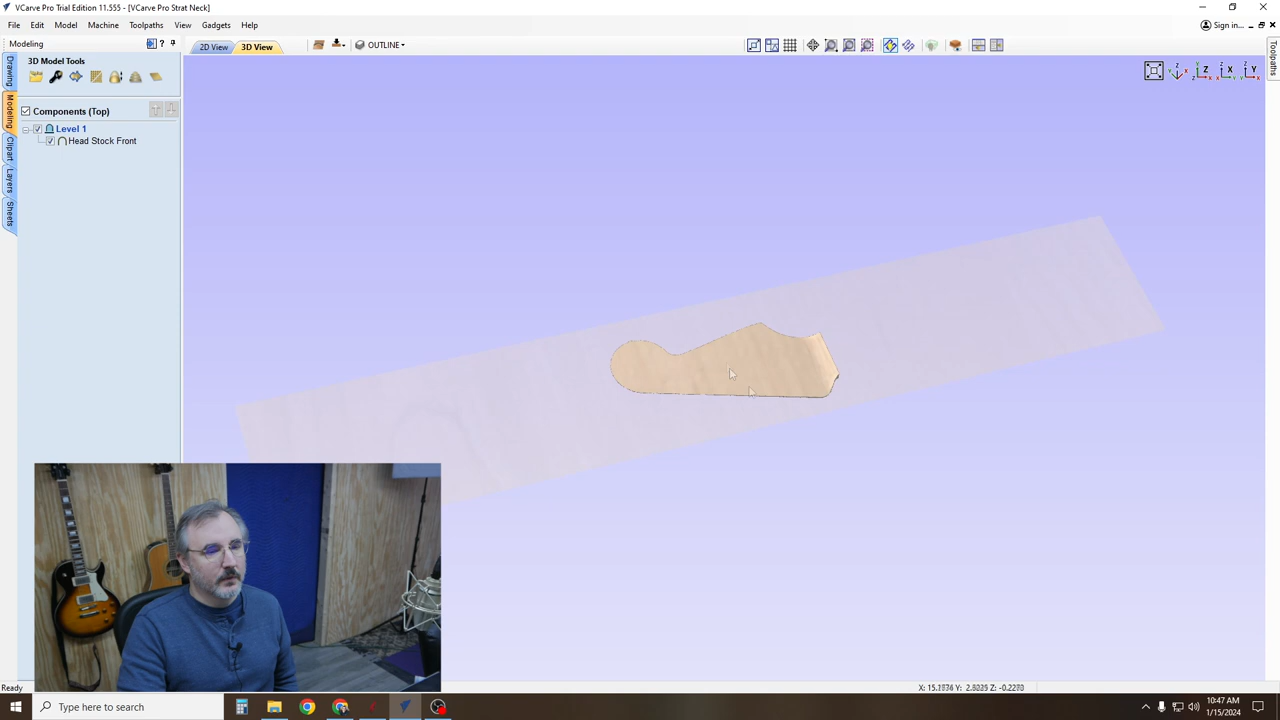 VCarve Pro Trial Edition 11.555 - [VCarve Pro Strat Neck]
File Edit Model Machine Toolpaths View Gadgets Help
Sign in...
Modeling
2D View
3D View
OUTLINE
3D Model Tools
Components (Top)
Level 1
Head Stock Front
Drawing
Modeling
Clipart
Layers
Sheets
Toolpaths
Z
X
Y
Ready
Type here to search
10:47 AM
1/15/2024